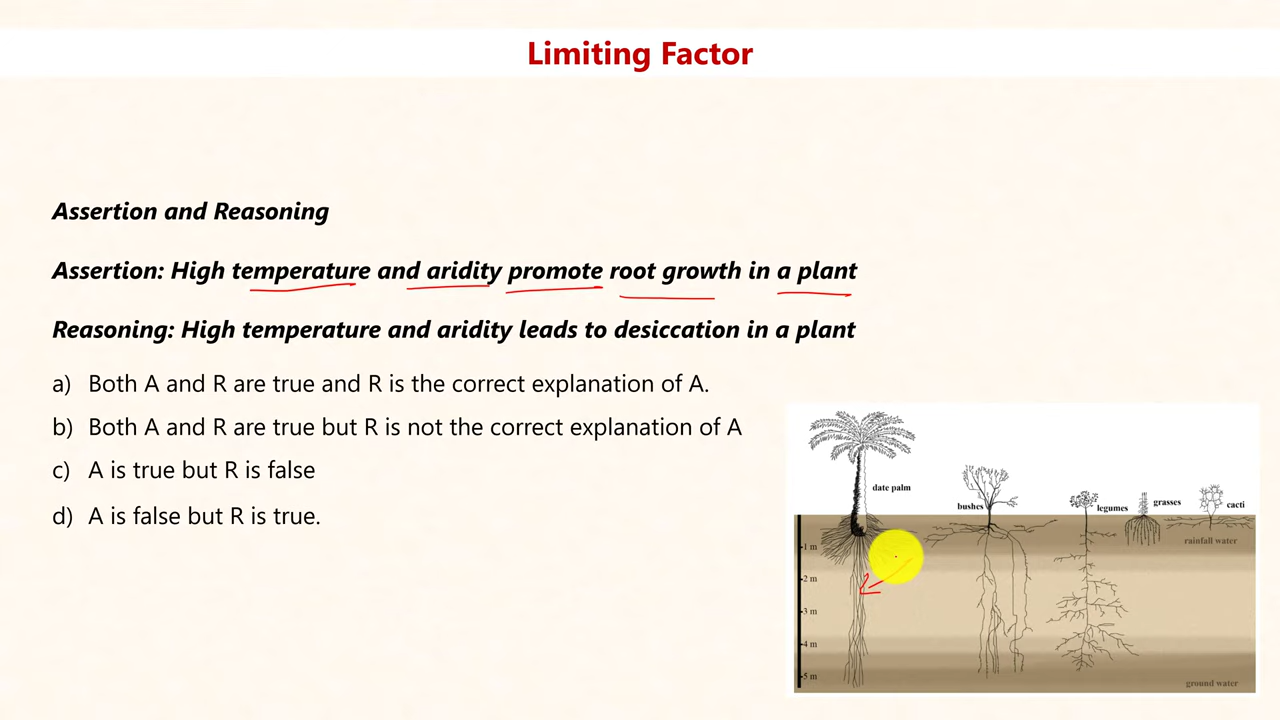 Limiting Factor
Assertion and Reasoning
Assertion: High temperature and aridity promote root growth in a plant
Reasoning: High temperature and aridity leads to desiccation in a plant
a) Both A and R are true and R is the correct explanation of A.
b) Both A and R are true but R is not the correct explanation of A
c) A is true but R is false
d) A is false but R is true.
date palm
bushes
legumes
grasses
cacti
rainfall water
1 m
2 m
3 m
4 m
5 m
ground water